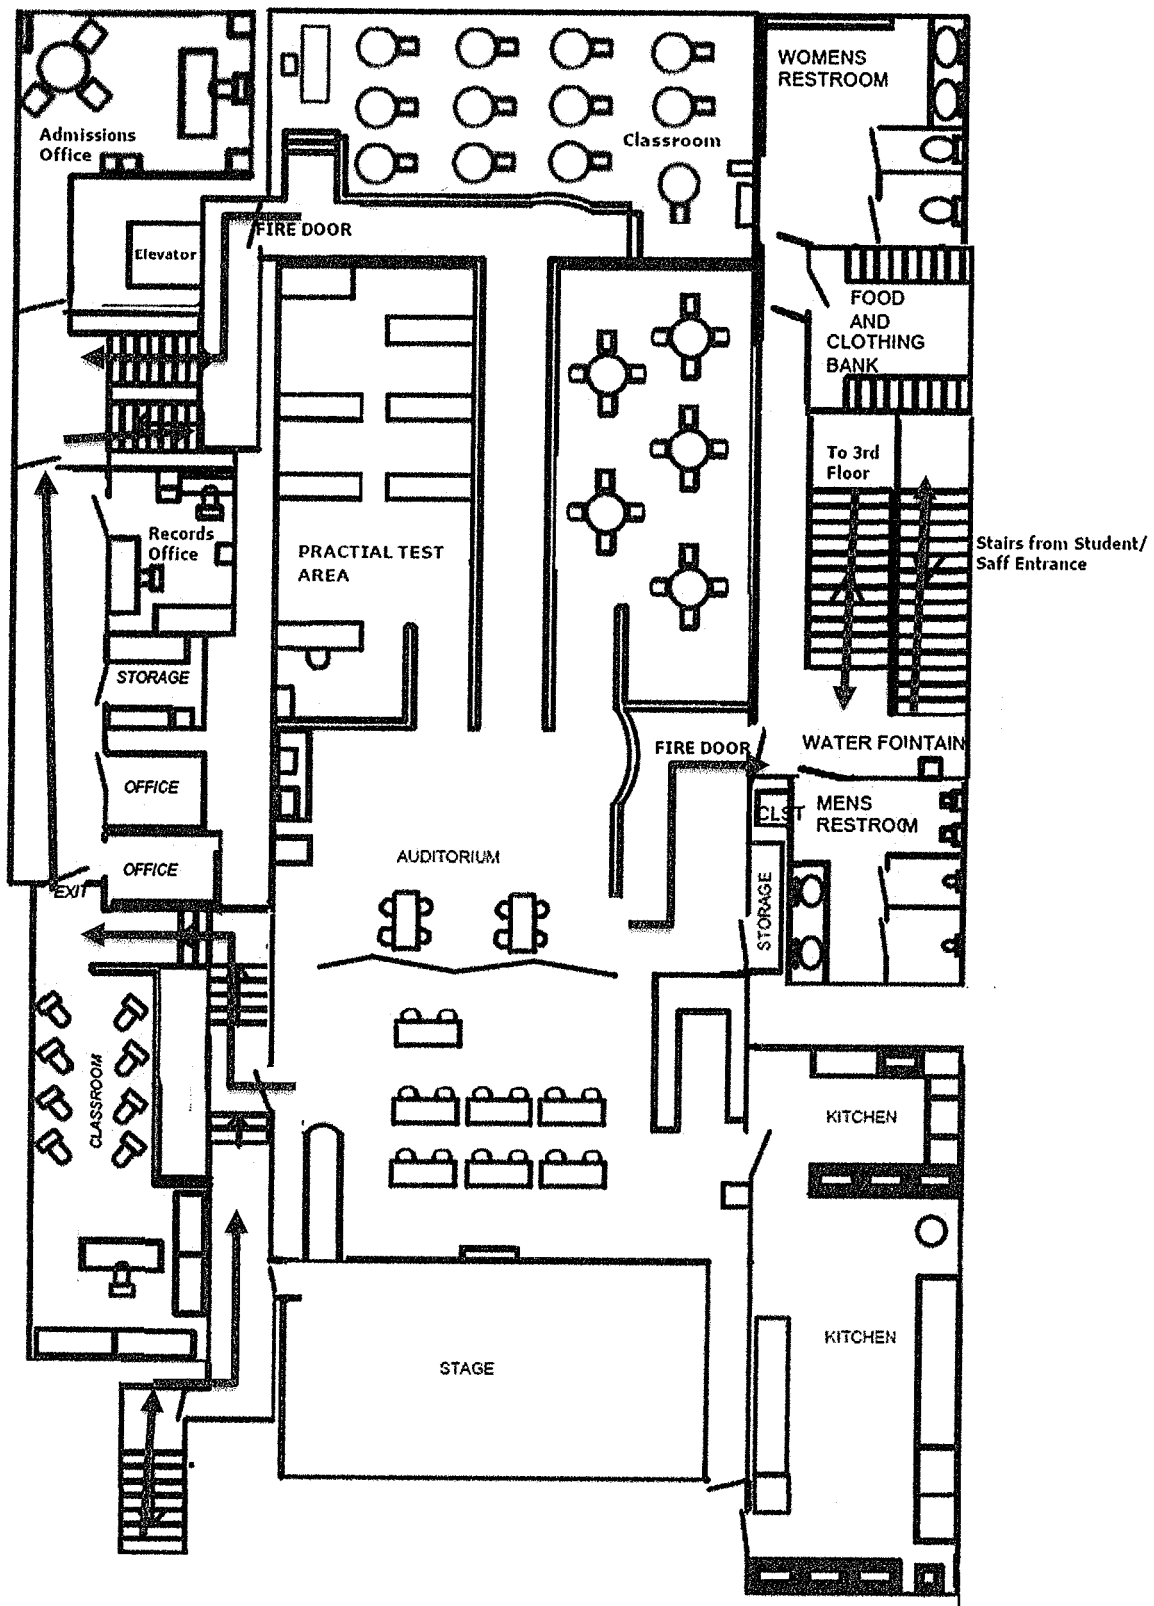 WOMENS
RESTROOM
Admissions
Office
Classroom
FIRE DOOR
Elevator
FOOD
AND
CLOTHING
BANK
To 3rd
Floor
Records
Office
PRACTIAL TEST
AREA
Stairs from Student/
Saff Entrance
STORAGE
WATER FOINTAIN
FIRE DOOR
OFFICE
CLST
MENS
RESTROOM
AUDITORIUM
OFFICE
EXIT
STORAGE
CLASSROOM
KITCHEN
KITCHEN
STAGE